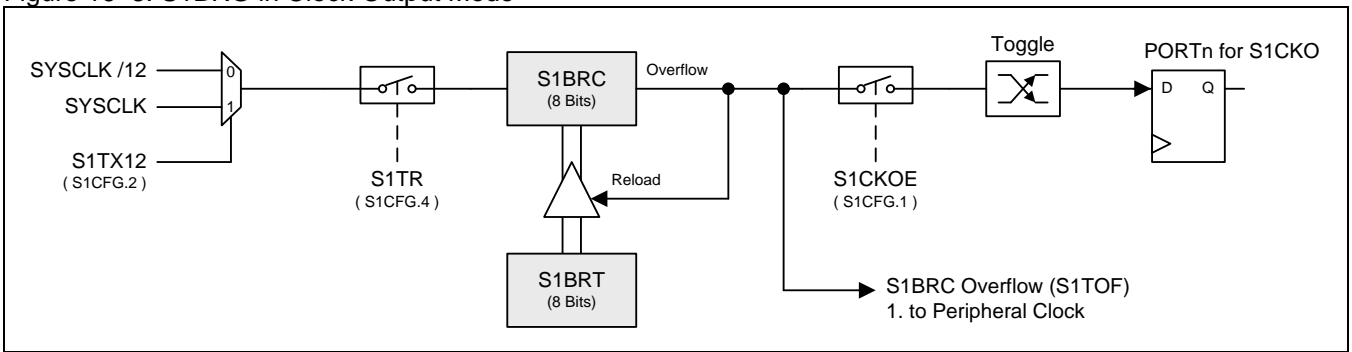 SYSCLK /12
SYSCLK
S1TX12
( S1CFG.2 )
0
1
S1TR
( S1CFG.4 )
S1BRC
(8 Bits)
Overflow
Reload
S1BRT
(8 Bits)
S1CKOE
( S1CFG.1 )
Toggle
PORTn for S1CKO
D Q
S1BRC Overflow (S1TOF)
1. to Peripheral Clock